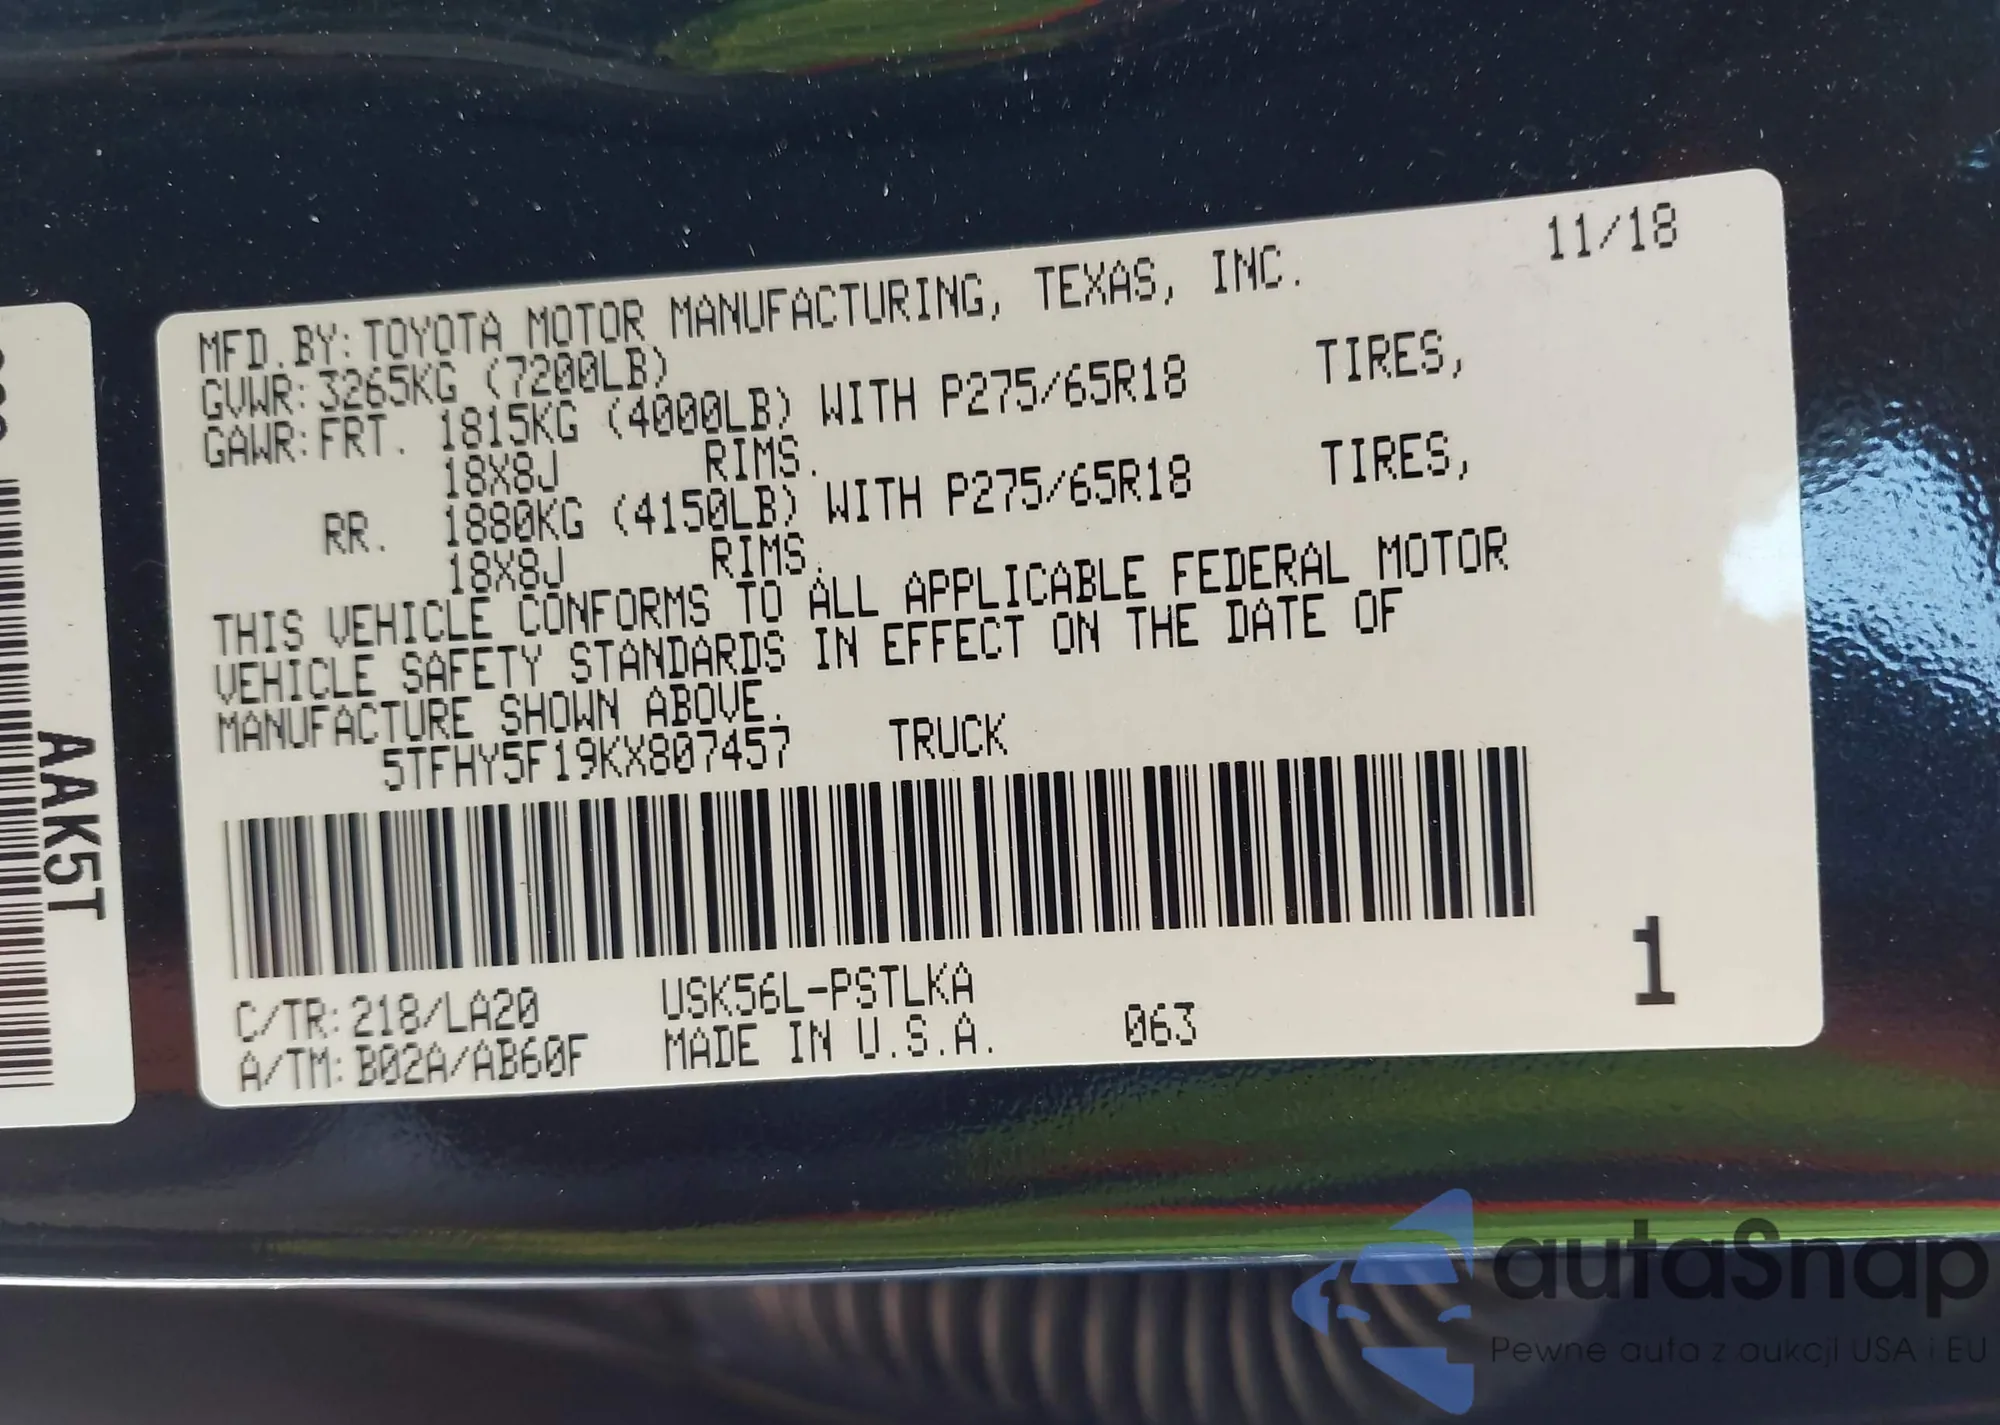 11/18
MFD.BY:TOYOTA MOTOR MANUFACTURING, TEXAS, INC.
GVWR:3265KG (7200LB)
GAWR:FRT. 1815KG (4000LB) WITH P275/65R18 TIRES,
18X8J RIMS.
RR. 1880KG (4150LB) WITH P275/65R18 TIRES,
18X8J RIMS.
THIS VEHICLE CONFORMS TO ALL APPLICABLE FEDERAL MOTOR
VEHICLE SAFETY STANDARDS IN EFFECT ON THE DATE OF
MANUFACTURE SHOWN ABOVE.
5TFHY5F19KX807457 TRUCK
C/TR:218/LA20 USK56L-PSTLKA
A/TM:B02A/AB60F MADE IN U.S.A. 063
1
AAK5T
autaSnap
Pewne auta z aukcji USA i EU